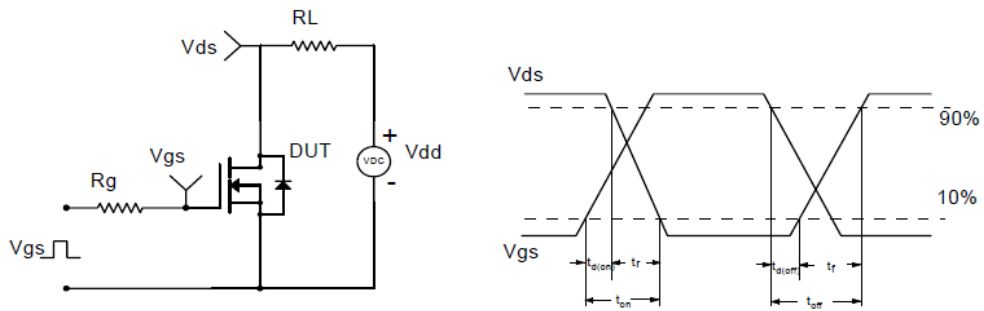 RL
Vds
Vgs
DUT
+
VDC
Vdd
-
Rg
Vgs
Vds
90%
10%
Vgs
td(on)
tr
td(off)
tf
ton
toff